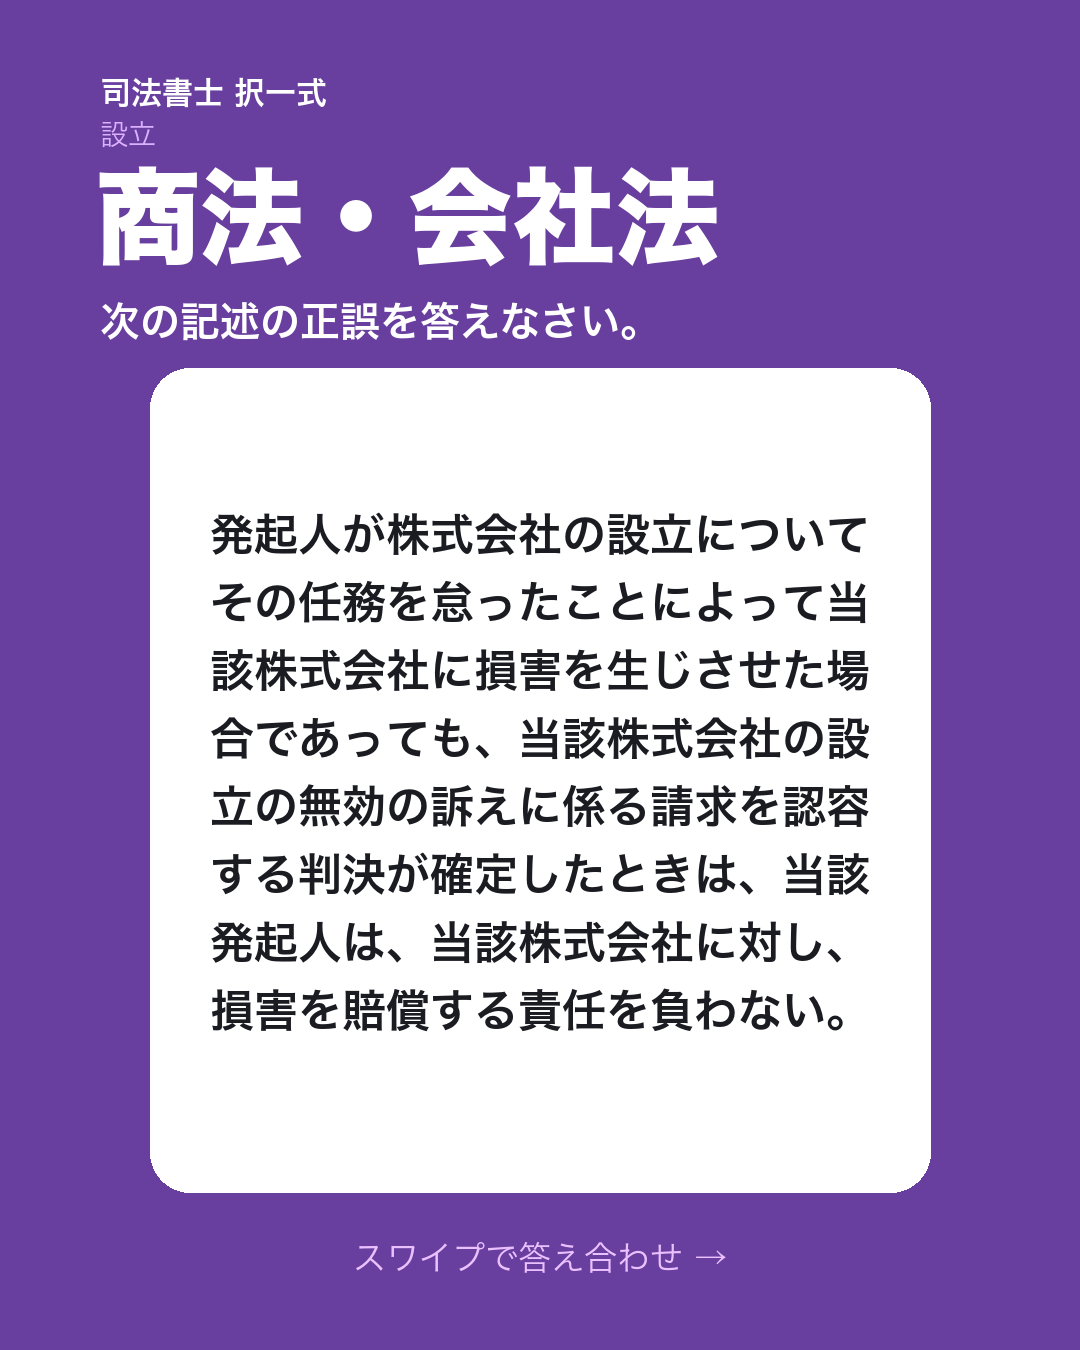 司法書士 択一式
設立
商法・会社法
次の記述の正誤を答えなさい。
発起人が株式会社の設立について
その任務を怠ったことによって当
該株式会社に損害を生じさせた場
合であっても、当該株式会社の設
立の無効の訴えに係る請求を認容
する判決が確定したときは、当該
発起人は、当該株式会社に対し、
損害を賠償する責任を負わない。
スワイプで答え合わせ →